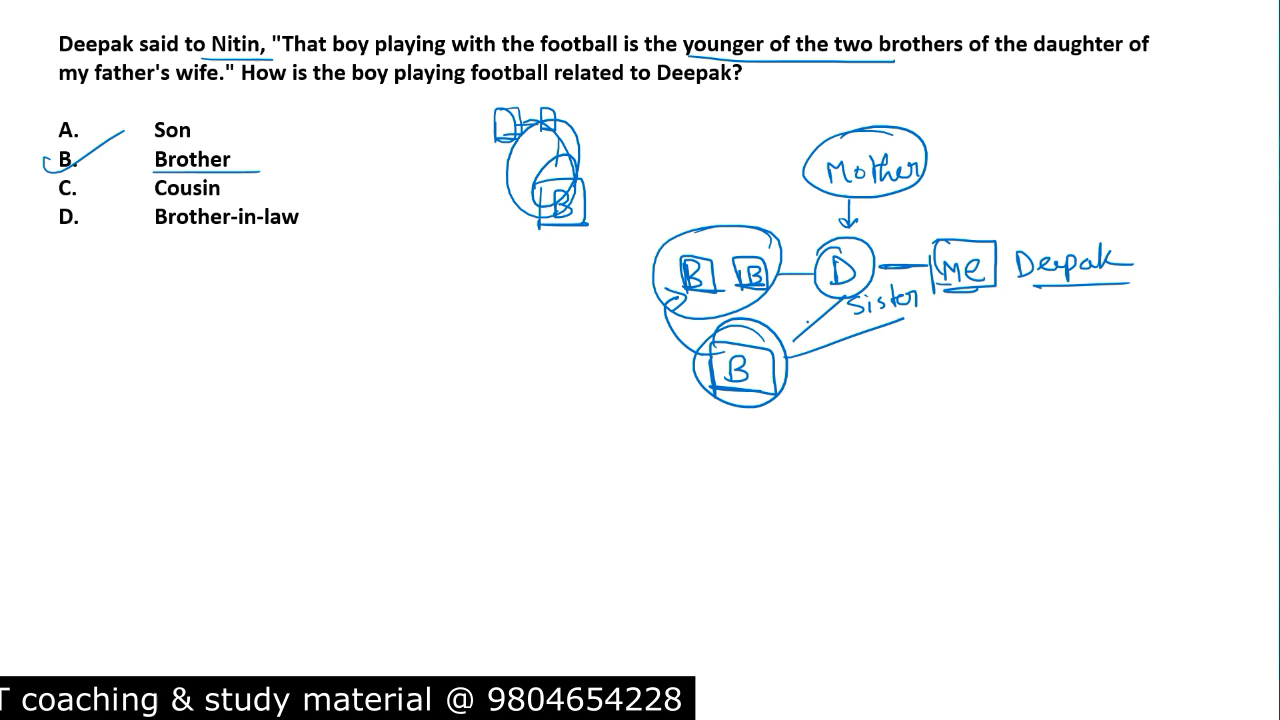 Deepak said to Nitin, "That boy playing with the football is the younger of the two brothers of the daughter of
my father's wife." How is the boy playing football related to Deepak?
A. Son
B. Brother
C. Cousin
D. Brother-in-law
D
B
Mother
B B D Me Deepak
Sister
B
T coaching & study material @ 9804654228